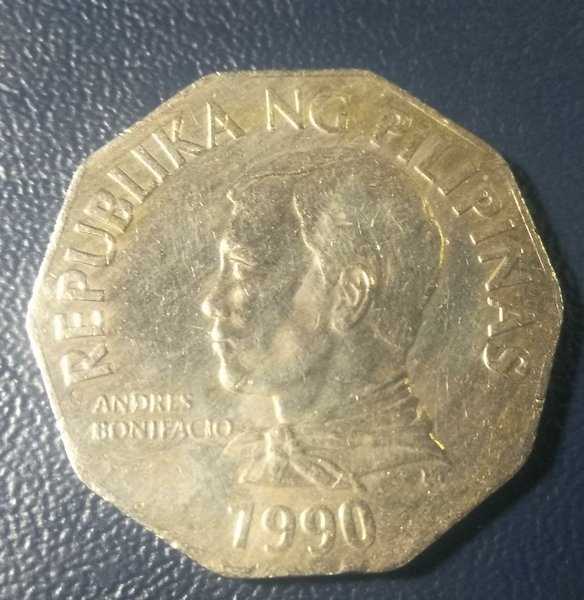 REPUBLIKA NG PILIPINAS
ANDRES
BONIFACIO
1990